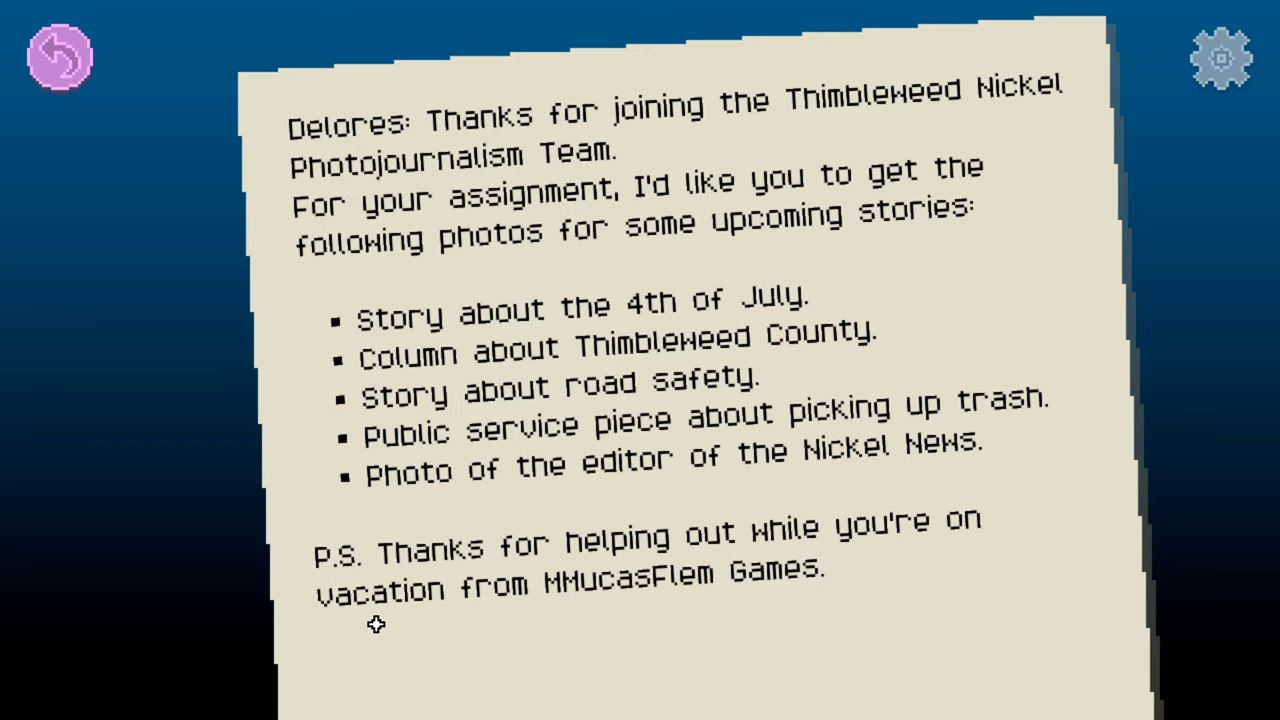 Delores: Thanks for joining the Thimbleweed Nickel
Photojournalism Team.
For your assignment, I'd like you to get the
following photos for some upcoming stories:
▪ Story about the 4th of July.
▪ Column about Thimbleweed County.
▪ Story about road safety.
▪ Public service piece about picking up trash.
▪ Photo of the editor of the Nickel News.
P.S. Thanks for helping out while you're on
vacation from MMucasFlem Games.